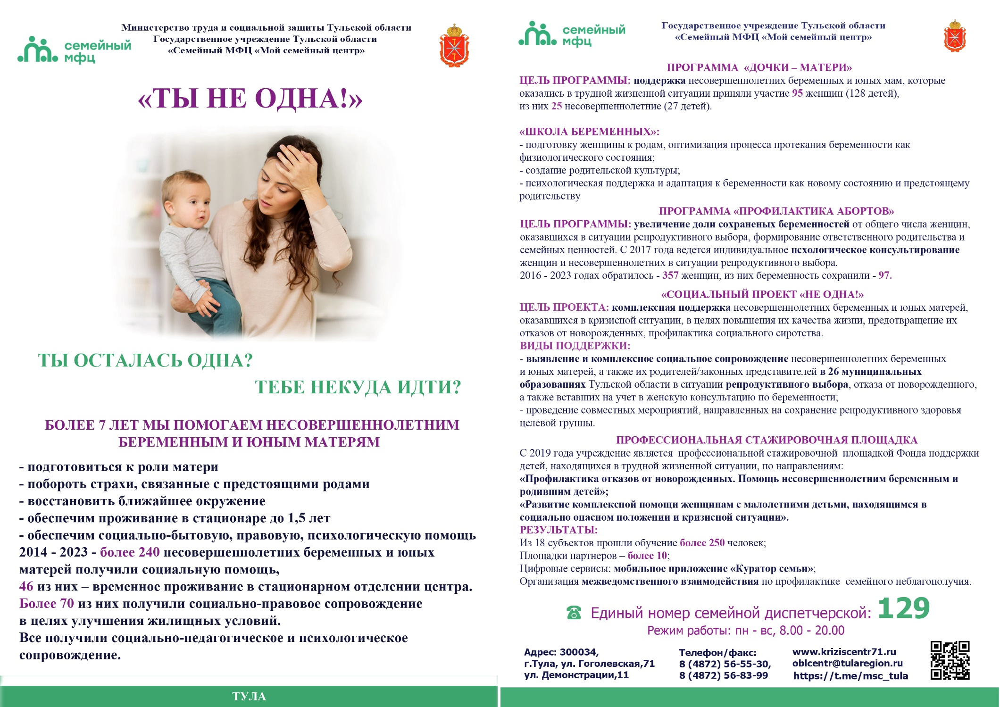 семейный
мфц
Министерство труда и социальной защиты Тульской области
Государственное учреждение Тульской области
«Семейный МФЦ «Мой семейный центр»
«ТЫ НЕ ОДНА!»
ТЫ ОСТАЛАСЬ ОДНА?
ТЕБЕ НЕКУДА ИДТИ?
БОЛЕЕ 7 ЛЕТ МЫ ПОМОГАЕМ НЕСОВЕРШЕННОЛЕТНИМ
БЕРЕМЕННЫМ И ЮНЫМ МАТЕРЯМ
- подготовиться к роли матери
- побороть страхи, связанные с предстоящими родами
- восстановить ближайшее окружение
- обеспечим проживание в стационаре до 1,5 лет
- обеспечим социально-бытовую, правовую, психологическую помощь
2014 - 2023 - более 240 несовершеннолетних беременных и юных
матерей получили социальную помощь,
46 из них – временное проживание в стационарном отделении центра.
Более 70 из них получили социально-правовое сопровождение
в целях улучшения жилищных условий.
Все получили социально-педагогическое и психологическое
сопровождение.
ТУЛА
семейный
мфц
Государственное учреждение Тульской области
«Семейный МФЦ «Мой семейный центр»
ПРОГРАММА «ДОЧКИ – МАТЕРИ»
ЦЕЛЬ ПРОГРАММЫ: поддержка несовершеннолетних беременных и юных мам, которые
оказались в трудной жизненной ситуации приняли участие 95 женщин (128 детей),
из них 25 несовершеннолетние (27 детей).
«ШКОЛА БЕРЕМЕННЫХ»:
- подготовку женщины к родам, оптимизация процесса протекания беременности как
физиологического состояния;
- создание родительской культуры;
- психологическая поддержка и адаптация к беременности как новому состоянию и предстоящему
родительству
ПРОГРАММА «ПРОФИЛАКТИКА АБОРТОВ»
ЦЕЛЬ ПРОГРАММЫ: увеличение доли сохраненых беременностей от общего числа женщин,
оказавшихся в ситуации репродуктивного выбора, формирование ответственного родительства и
семейных ценностей. С 2017 года ведется индивидуальное псхологическое консультирование
женщин и несовершеннолетних в ситуации репродуктивного выбора.
2016 - 2023 годах обратилось - 357 женщин, из них беременность сохранили - 97.
«СОЦИАЛЬНЫЙ ПРОЕКТ «НЕ ОДНА!»
ЦЕЛЬ ПРОЕКТА: комплексная поддержка несовершеннолетних беременных и юных матерей,
оказавшихся в кризисной ситуации, в целях повышения их качества жизни, предотвращение их
отказов от новорожденных, профилактика социального сиротства.
ВИДЫ ПОДДЕРЖКИ:
- выявление и комплексное социальное сопровождение несовершеннолетних беременных
и юных матерей, а также их родителей/законных представителей в 26 муниципальных
образованиях Тульской области в ситуации репродуктивного выбора, отказа от новорожденного,
а также вставших на учет в женскую консультацию по беременности;
- проведение совместных мероприятий, направленных на сохранение репродуктивного здоровья
целевой группы.
ПРОФЕССИОНАЛЬНАЯ СТАЖИРОВОЧНАЯ ПЛОЩАДКА
С 2019 года учреждение является профессиональной стажировочной площадкой Фонда поддержки
детей, находящихся в трудной жизненной ситуации, по направлениям:
«Профилактика отказов от новорожденных. Помощь несовершеннолетним беременным и
родившим детей»;
«Развитие комплексной помощи женщинам с малолетними детьми, находящимся в
социально опасном положении и кризисной ситуации».
РЕЗУЛЬТАТЫ:
Из 18 субъектов прошли обучение более 250 человек;
Площадки партнеров – более 10;
Цифровые сервисы: мобильное приложение «Куратор семьи»;
Организация межведомственного взаимодействия по профилактике семейного неблагополучия.
Единый номер семейной диспетчерской: 129
Режим работы: пн - вс, 8.00 - 20.00
Адрес: 300034,
г.Тула, ул. Гоголевская,71
ул. Демонстрации,11
Телефон/факс:
8 (4872) 56-55-30,
8 (4872) 56-83-99
www.kriziscentr71.ru
oblcentr@tularegion.ru
https://t.me/msc_tula